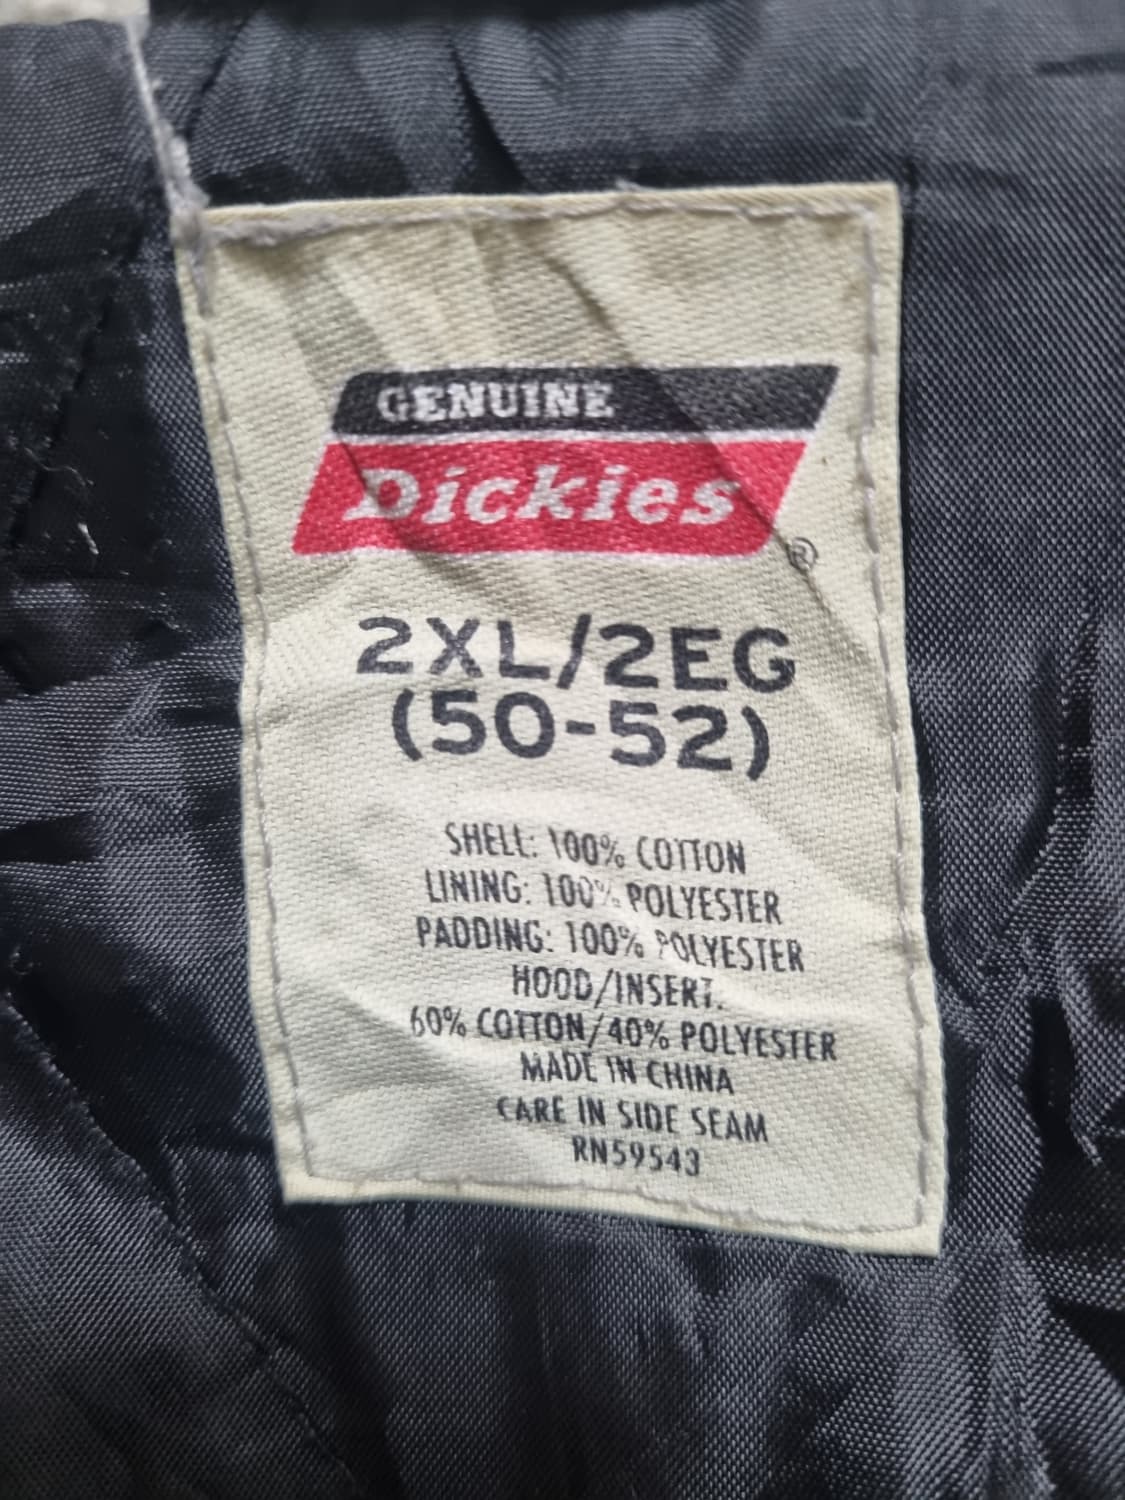 GENUINE
Dickies
®
2XL/2EG
(50-52)
SHELL: 100% COTTON
LINING: 100% POLYESTER
PADDING: 100% POLYESTER
HOOD/INSERT:
60% COTTON/40% POLYESTER
MADE IN CHINA
CARE IN SIDE SEAM
RN59543